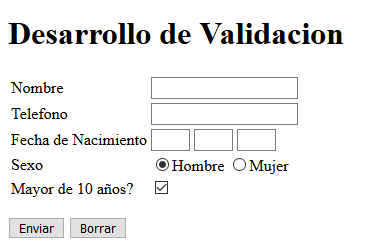 Desarrollo de Validacion
Nombre
Telefono
Fecha de Nacimiento
Sexo Hombre Mujer
Mayor de 10 años?
Enviar Borrar